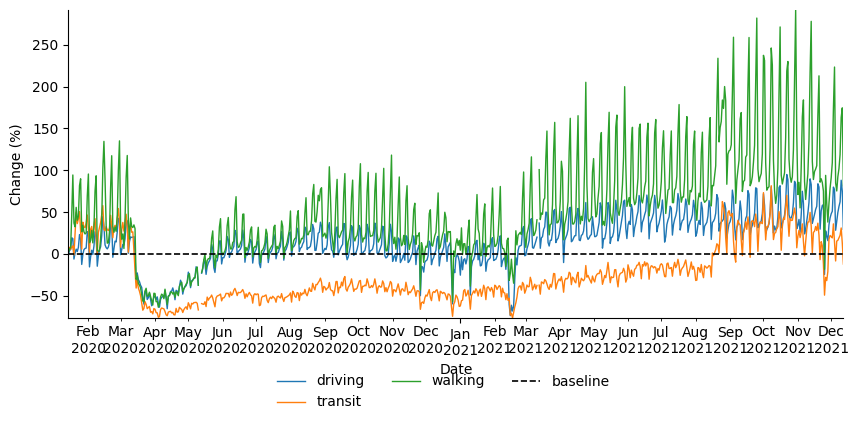 Change (%)
250
200
150
100
50
0
−50
Feb 2020
Mar 2020
Apr 2020
May 2020
Jun 2020
Jul 2020
Aug 2020
Sep 2020
Oct 2020
Nov 2020
Dec 2020
Jan 2021
Feb 2021
Mar 2021
Apr 2021
May 2021
Jun 2021
Jul 2021
Aug 2021
Sep 2021
Oct 2021
Nov 2021
Dec 2021
Date
driving
transit
walking
baseline